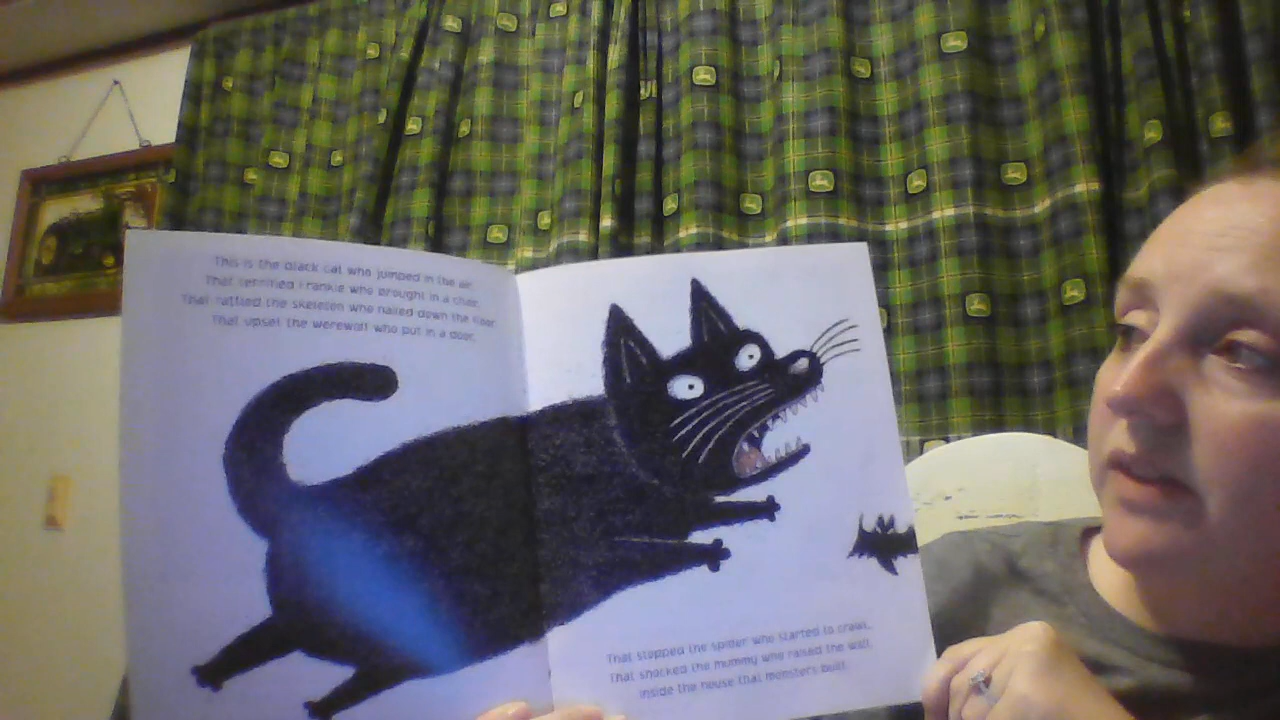 This is the black cat who jumped in the air,
That terrified Frankie who brought in a chair,
That rattled the skeleton who nailed down the floor,
That upset the werewolf who put in a door,
That stopped the spider who started to crawl,
That shocked the mummy who raised the wall,
Inside the house that monsters built.